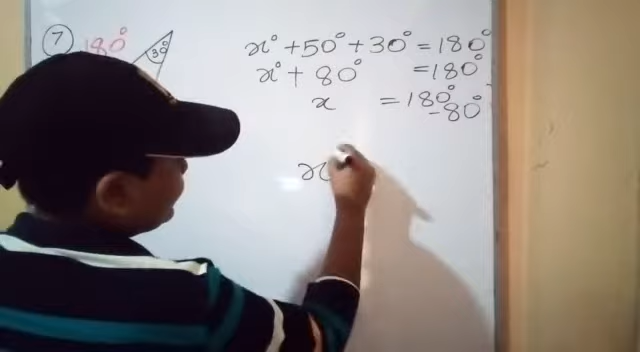 7
180°
30°
x° + 50° + 30° = 180°
x° + 80° = 180°
x = 180° - 80°
x